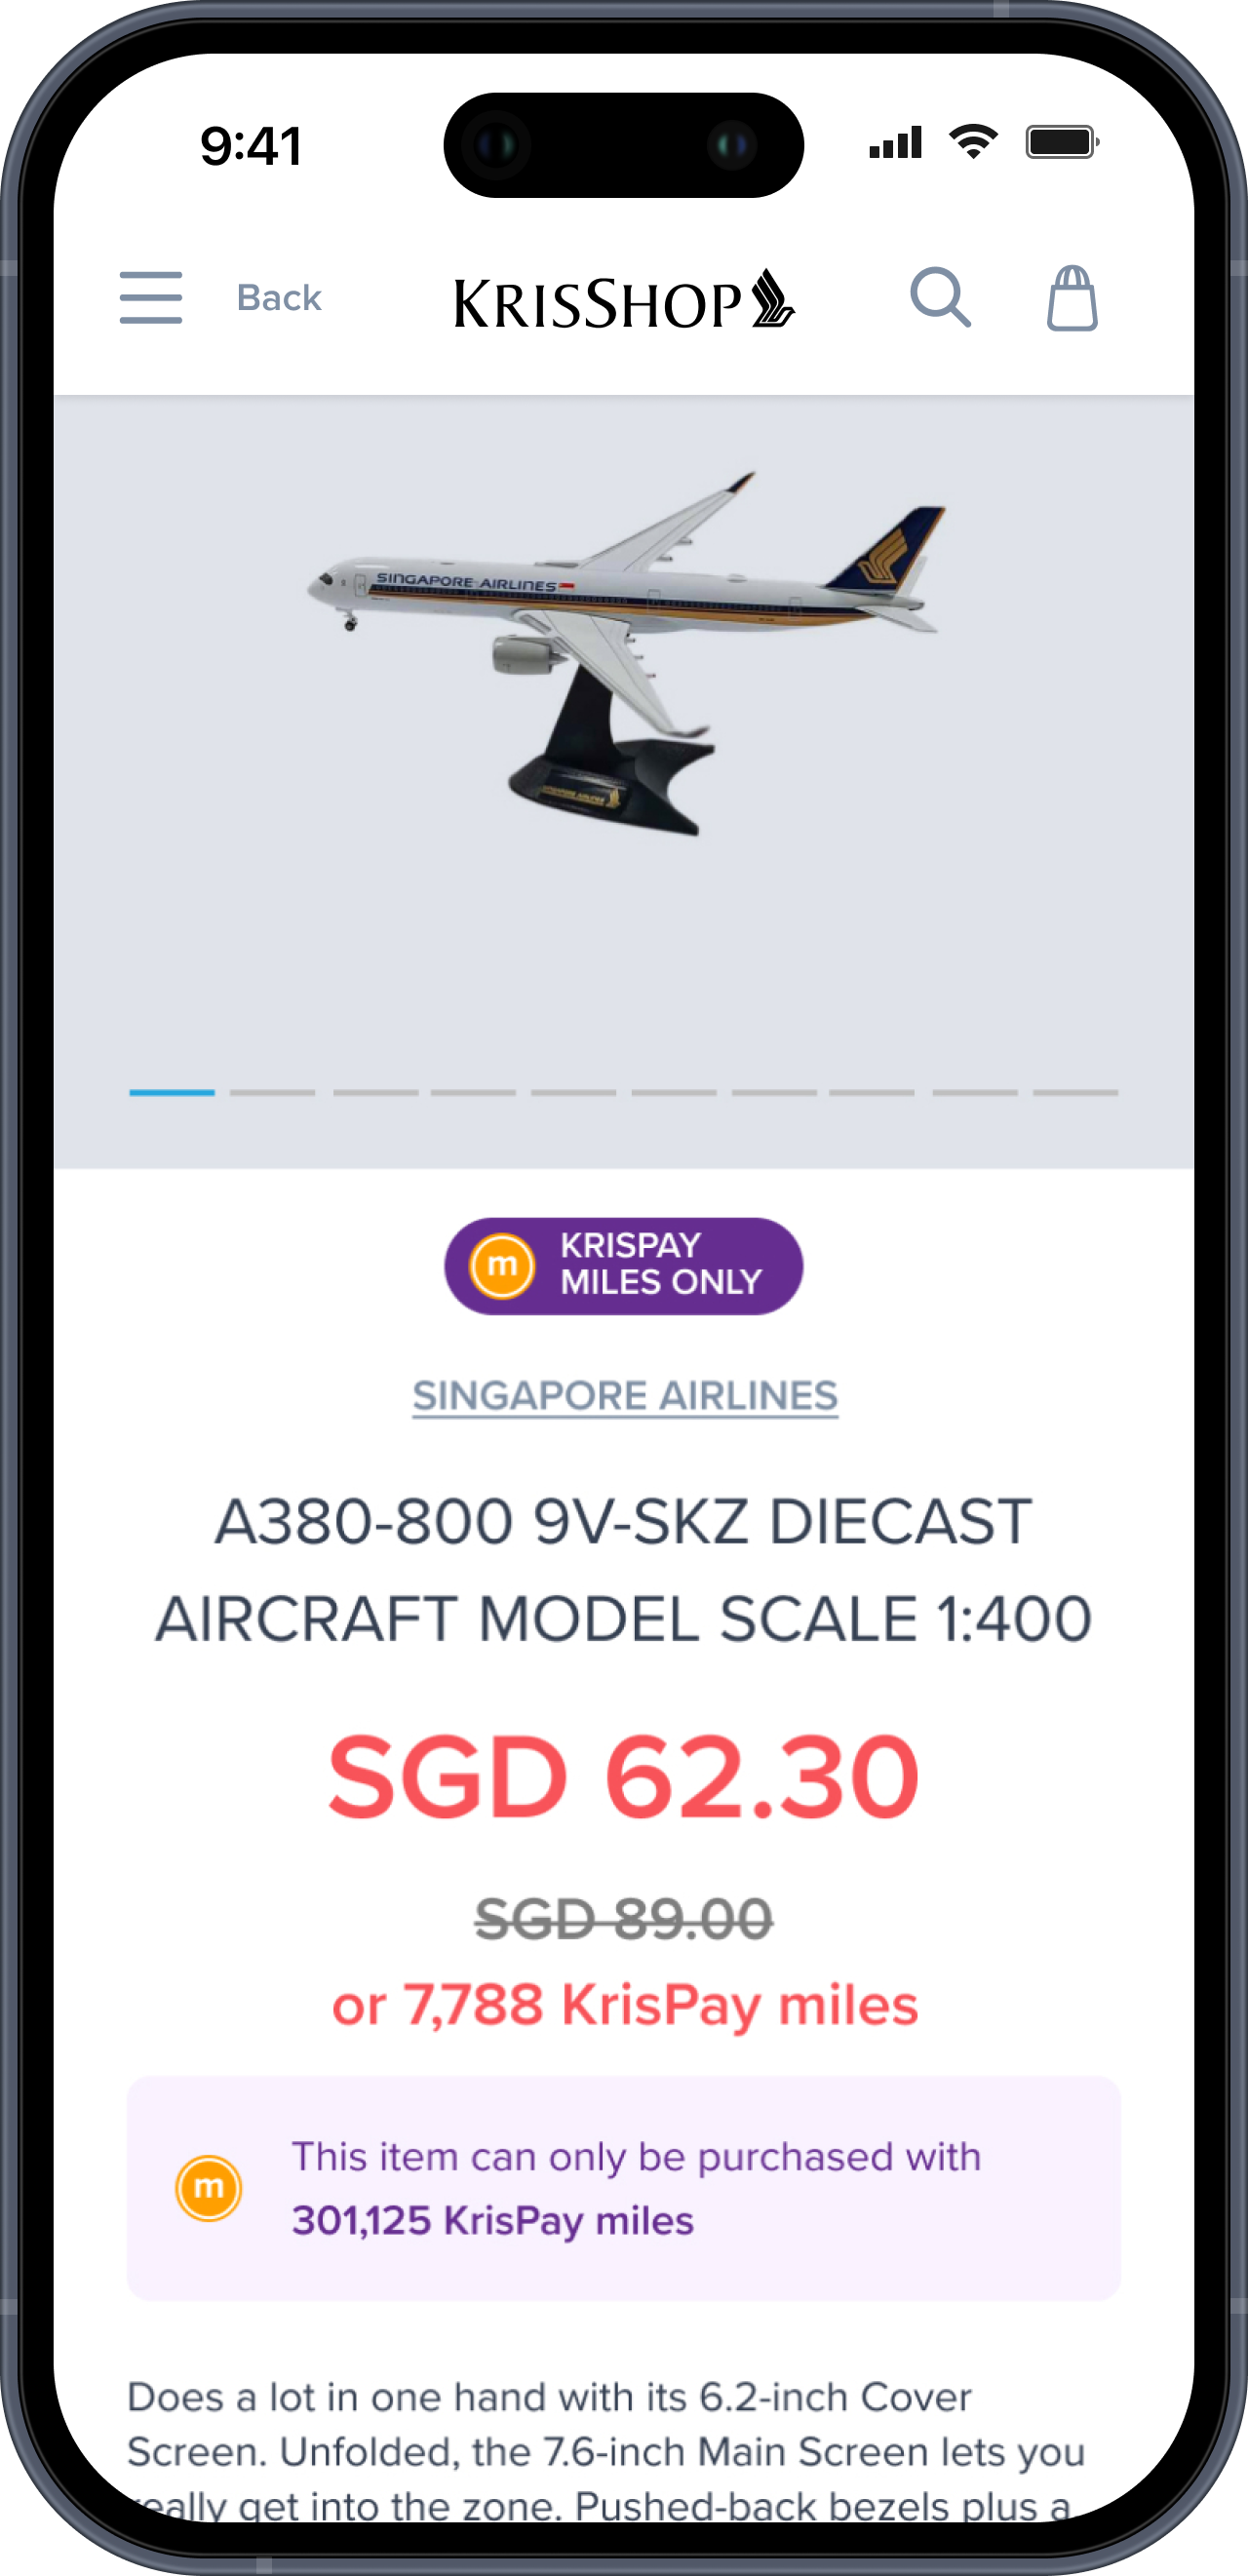 9:41
Back
KRISSHOP
SINGAPORE AIRLINES
m
KRISPAY
MILES ONLY
SINGAPORE AIRLINES
A380-800 9V-SKZ DIECAST
AIRCRAFT MODEL SCALE 1:400
SGD 62.30
SGD 89.00
or 7,788 KrisPay miles
This item can only be purchased with
m
301,125 KrisPay miles
Does a lot in one hand with its 6.2-inch Cover
Screen. Unfolded, the 7.6-inch Main Screen lets you
really get into the zone. Pushed-back bezels plus a